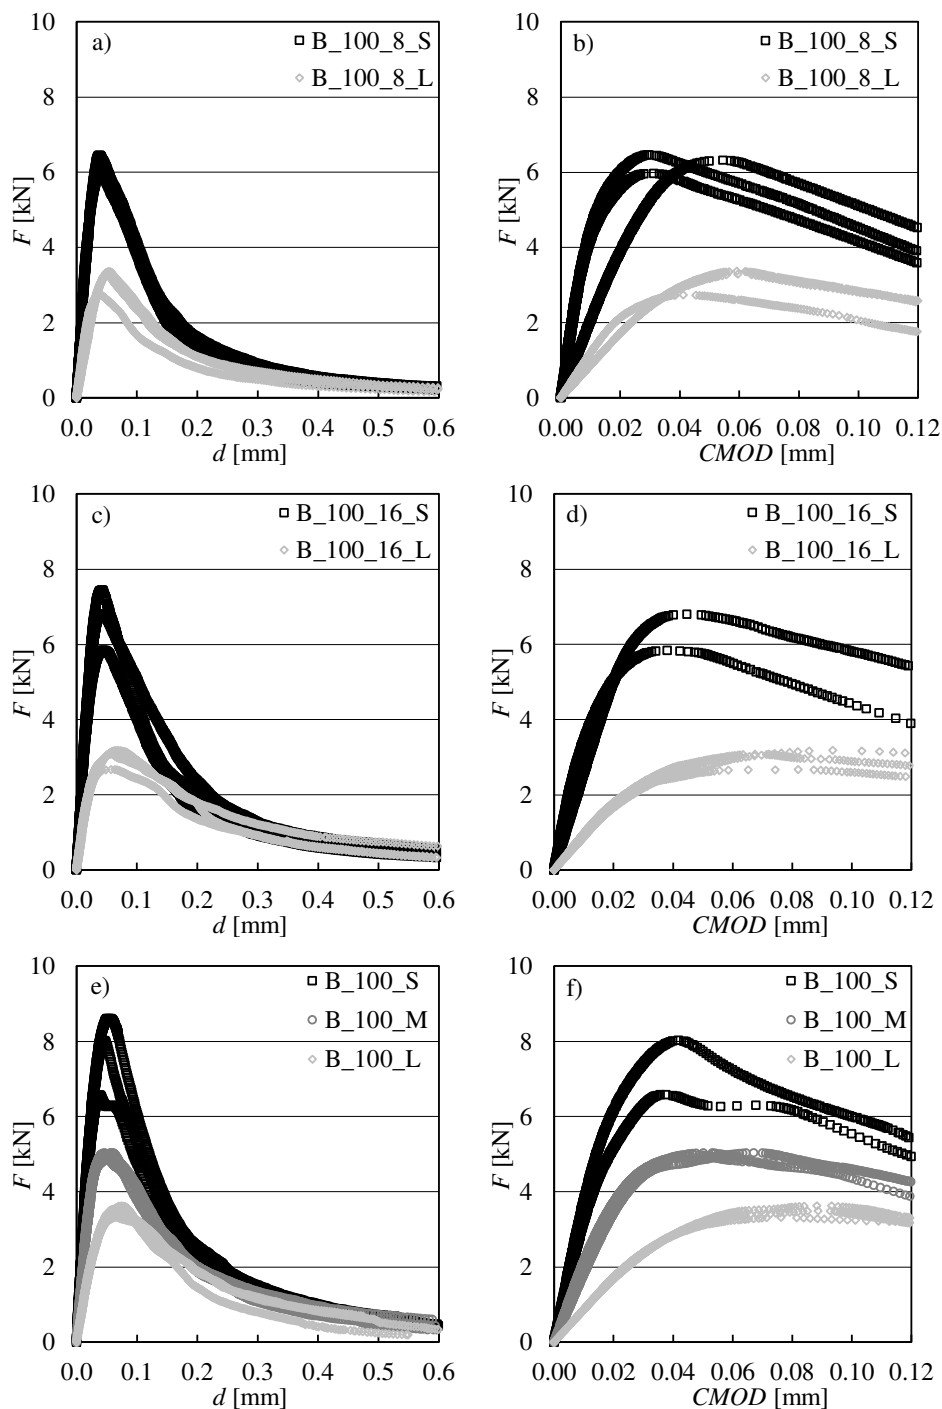 a)
B_100_8_S
B_100_8_L
F [kN]
10
8
6
4
2
0
0.0 0.1 0.2 0.3 0.4 0.5 0.6
d [mm]
b)
B_100_8_S
B_100_8_L
F [kN]
10
8
6
4
2
0
0.00 0.02 0.04 0.06 0.08 0.10 0.12
CMOD [mm]
c)
B_100_16_S
B_100_16_L
F [kN]
10
8
6
4
2
0
0.0 0.1 0.2 0.3 0.4 0.5 0.6
d [mm]
d)
B_100_16_S
B_100_16_L
F [kN]
10
8
6
4
2
0
0.00 0.02 0.04 0.06 0.08 0.10 0.12
CMOD [mm]
e)
B_100_S
B_100_M
B_100_L
F [kN]
10
8
6
4
2
0
0.0 0.1 0.2 0.3 0.4 0.5 0.6
d [mm]
f)
B_100_S
B_100_M
B_100_L
F [kN]
10
8
6
4
2
0
0.00 0.02 0.04 0.06 0.08 0.10 0.12
CMOD [mm]